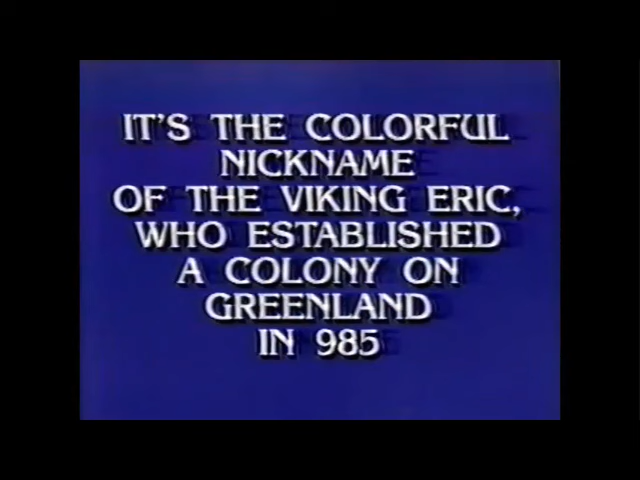 IT'S THE COLORFUL
NICKNAME
OF THE VIKING ERIC,
WHO ESTABLISHED
A COLONY ON
GREENLAND
IN 985